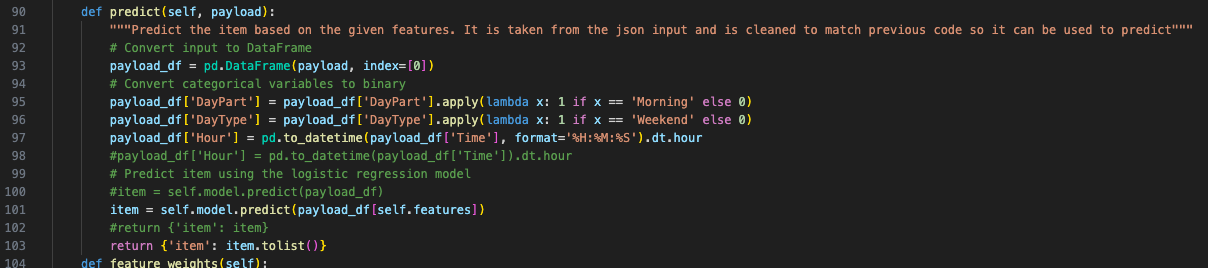 90 def predict(self, payload):
91 """Predict the item based on the given features. It is taken from the json input and is cleaned to match previous code so it can be used to predict"""
92 # Convert input to DataFrame
93 payload_df = pd.DataFrame(payload, index=[0])
94 # Convert categorical variables to binary
95 payload_df['DayPart'] = payload_df['DayPart'].apply(lambda x: 1 if x == 'Morning' else 0)
96 payload_df['DayType'] = payload_df['DayType'].apply(lambda x: 1 if x == 'Weekend' else 0)
97 payload_df['Hour'] = pd.to_datetime(payload_df['Time'], format='%H:%M:%S').dt.hour
98 #payload_df['Hour'] = pd.to_datetime(payload_df['Time']).dt.hour
99 # Predict item using the logistic regression model
100 #item = self.model.predict(payload_df)
101 item = self.model.predict(payload_df[self.features])
102 #return {'item': item}
103 return {'item': item.tolist()}
104 def feature_weights(self):